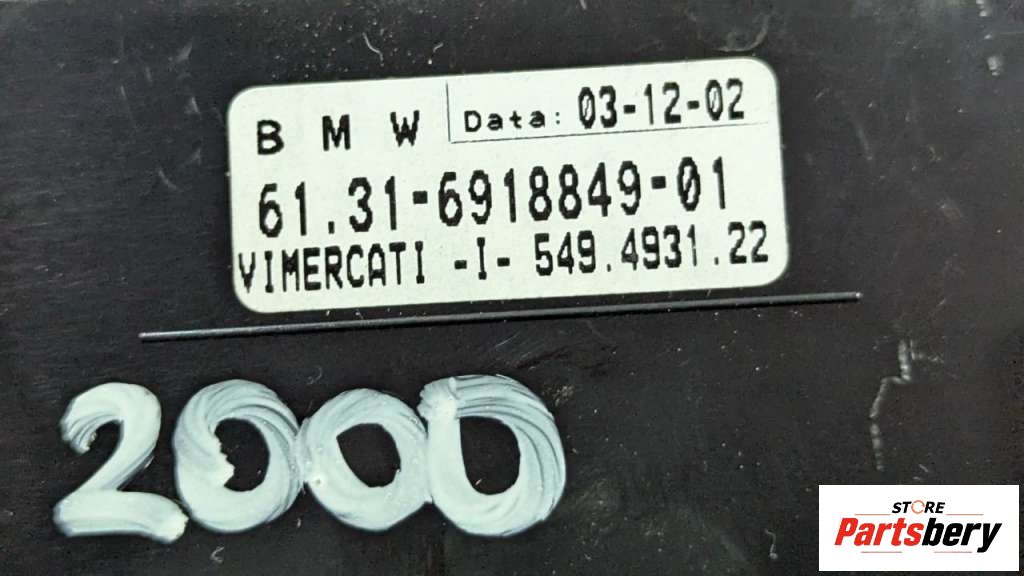 B M W Data: 03-12-02
61.31-6918849-01
VIMERCATI -I- 549.4931.22
2000
STORE
Partsbery